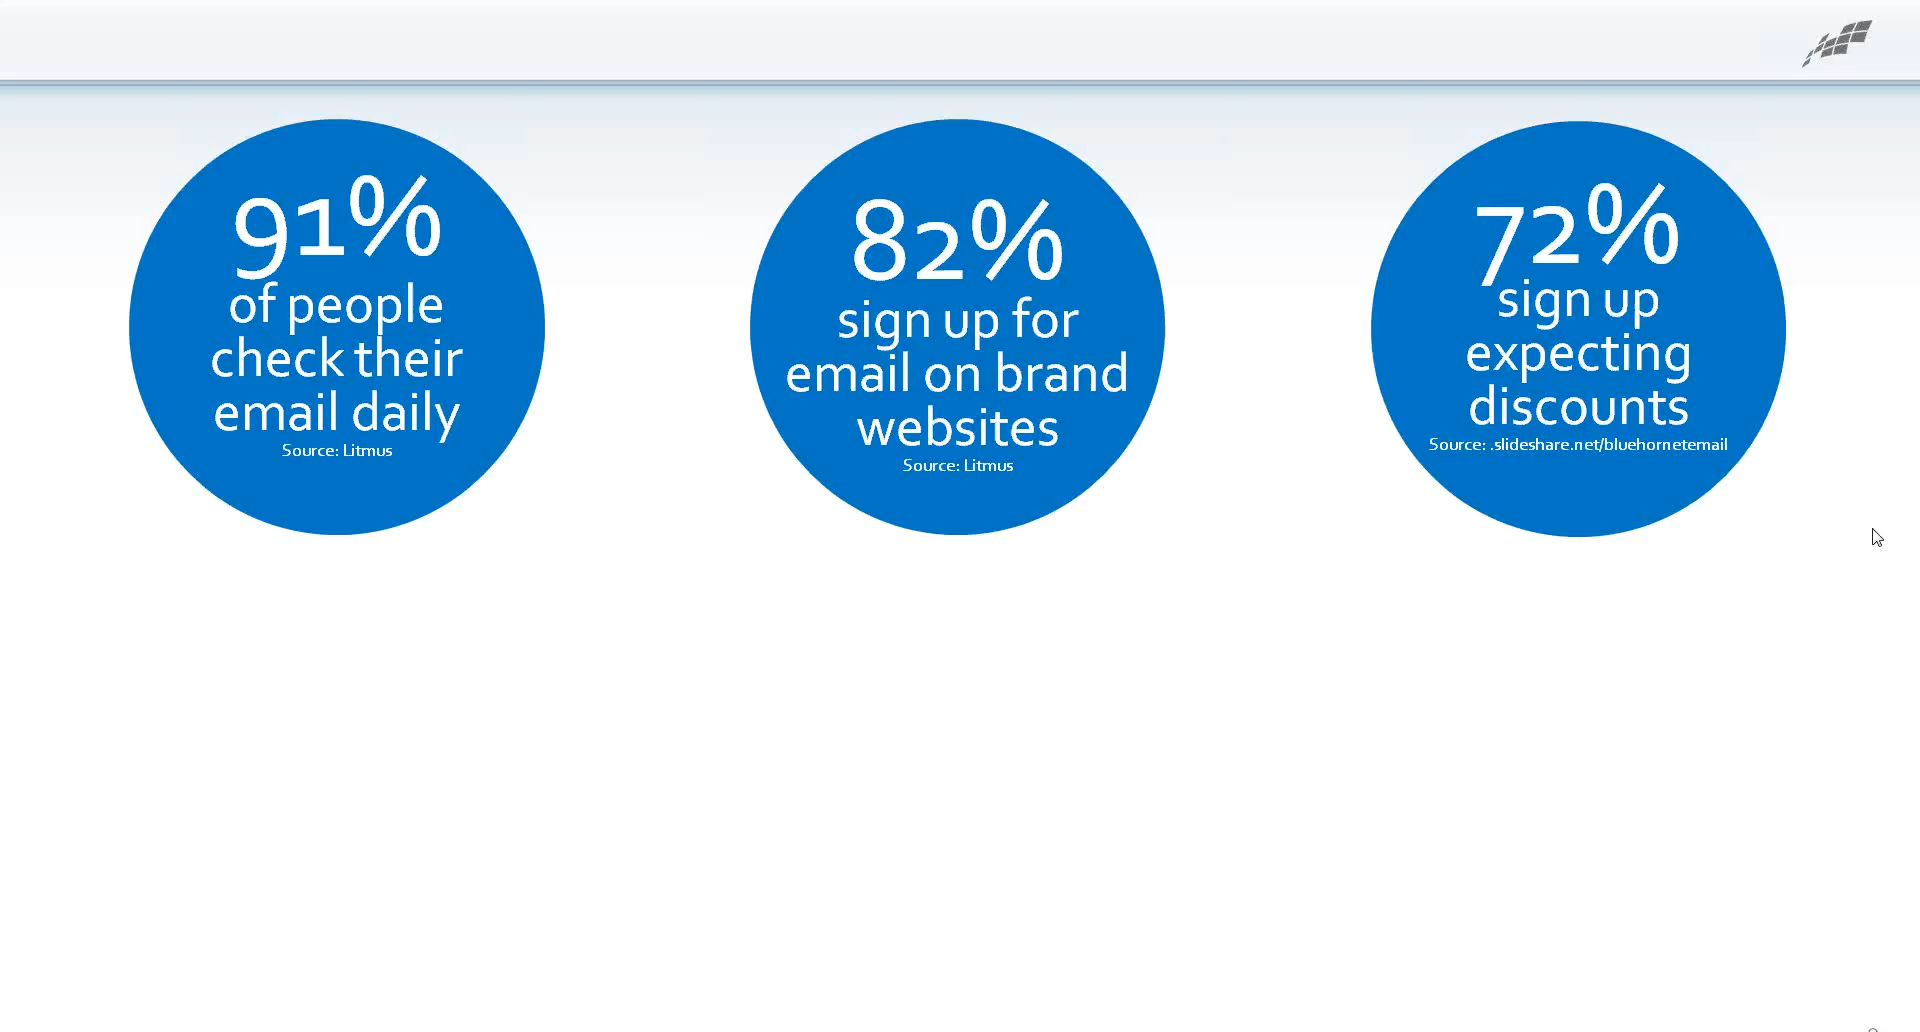 91%
of people
check their
email daily
Source: Litmus
82%
sign up for
email on brand
websites
Source: Litmus
72%
sign up
expecting
discounts
Source: .slideshare.net/bluehornetemail